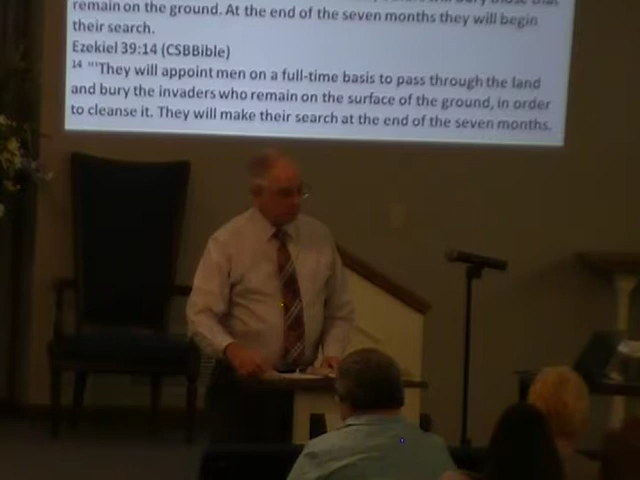 remain on the ground. At the end of the seven months they will begin
their search.
Ezekiel 39:14 (CSBBible)
14 "'They will appoint men on a full-time basis to pass through the land
and bury the invaders who remain on the surface of the ground, in order
to cleanse it. They will make their search at the end of the seven months.